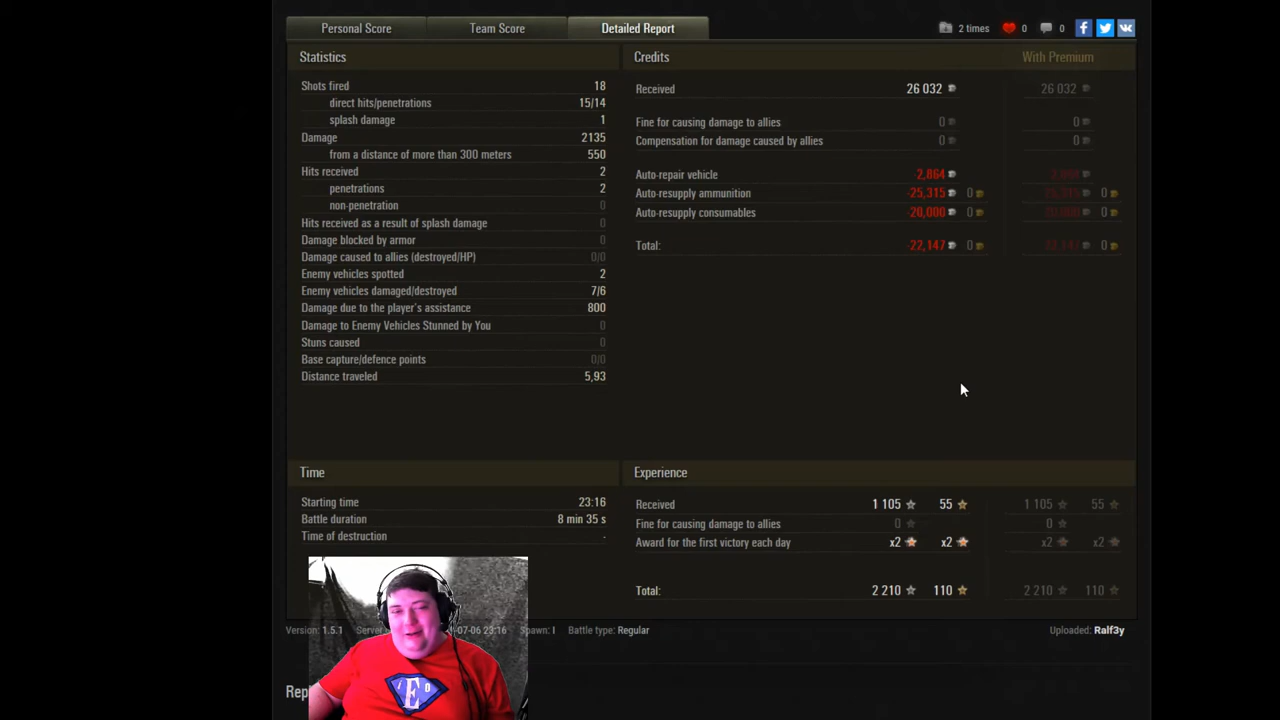 Personal Score
Team Score
Detailed Report
2 times
0
0
Statistics
Credits
With Premium
Shots fired 18
direct hits/penetrations 15/14
splash damage 1
Damage 2135
from a distance of more than 300 meters 550
Hits received 2
penetrations 2
non-penetration 0
Hits received as a result of splash damage 0
Damage blocked by armor 0
Damage caused to allies (destroyed/HP) 0/0
Enemy vehicles spotted 2
Enemy vehicles damaged/destroyed 7/6
Damage due to the player's assistance 800
Damage to Enemy Vehicles Stunned by You 0
Stuns caused 0
Base capture/defence points 0/0
Distance traveled 5,93
Received 26 032 26 032
Fine for causing damage to allies 0 0
Compensation for damage caused by allies 0 0
Auto-repair vehicle -2,864
Auto-resupply ammunition -25,315 0 -25,315 0
Auto-resupply consumables -20,000 0 -20,000 0
Total: -22,147 0 -22,147 0
Time
Starting time 23:16
Battle duration 8 min 35 s
Time of destruction -
Experience
Received 1 105 55 1 105 55
Fine for causing damage to allies 0 0
Award for the first victory each day x2 x2 x2 x2
Total: 2 210 110 2 210 110
Version: 1.5.1 07-06 23:16 Spawn: I Battle type: Regular
Uploaded: Ralf3y
i E O